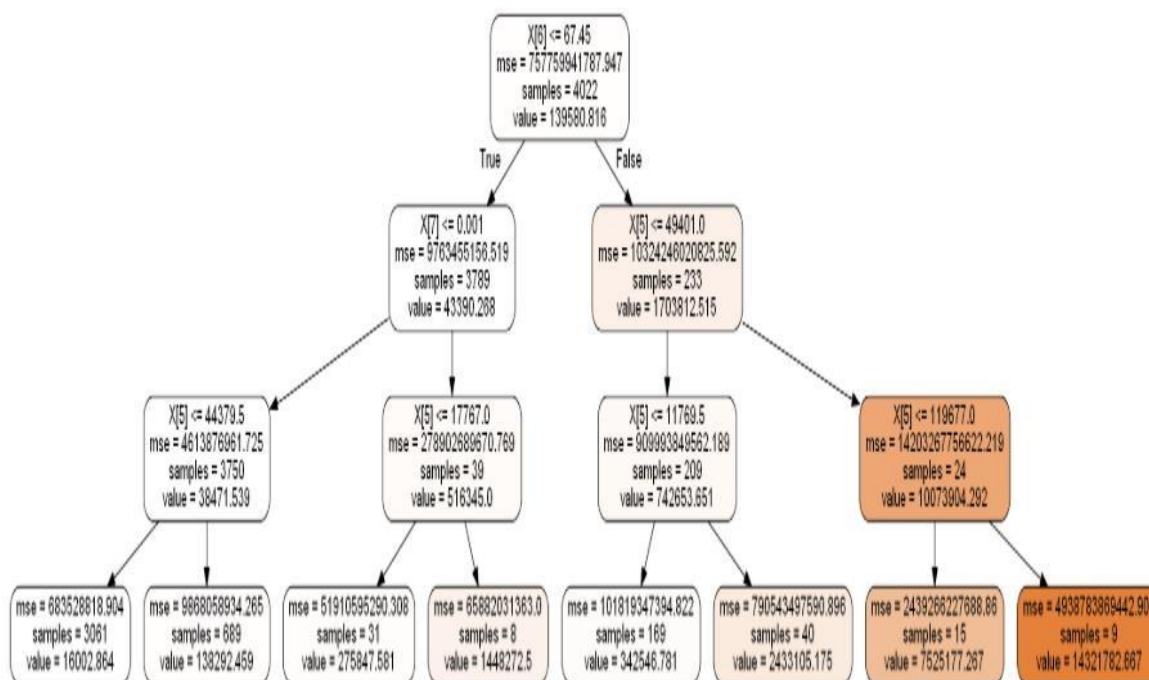 X[6] <= 67.45
mse = 757759941787.947
samples = 4022
value = 139580.816
True
False
X[7] <= 0.001
mse = 9763455156.519
samples = 3789
value = 43390.268
X[5] <= 49401.0
mse = 10324246020825.592
samples = 233
value = 1703812.515
X[5] <= 44379.5
mse = 4613876961.725
samples = 3750
value = 38471.539
X[5] <= 17767.0
mse = 278902689670.769
samples = 39
value = 516345.0
X[5] <= 11769.5
mse = 909993849562.189
samples = 209
value = 742653.651
X[5] <= 119677.0
mse = 14203267756622.219
samples = 24
value = 10073904.292
mse = 683528818.904
samples = 3061
value = 16002.864
mse = 9868058934.265
samples = 689
value = 138292.459
mse = 51910595290.308
samples = 31
value = 275847.581
mse = 65882031363.0
samples = 8
value = 1448272.5
mse = 101819347394.822
samples = 169
value = 342546.781
mse = 790543497590.896
samples = 40
value = 2433105.175
mse = 2439266227688.86
samples = 15
value = 7525177.267
mse = 4938783869442.90
samples = 9
value = 14321782.667